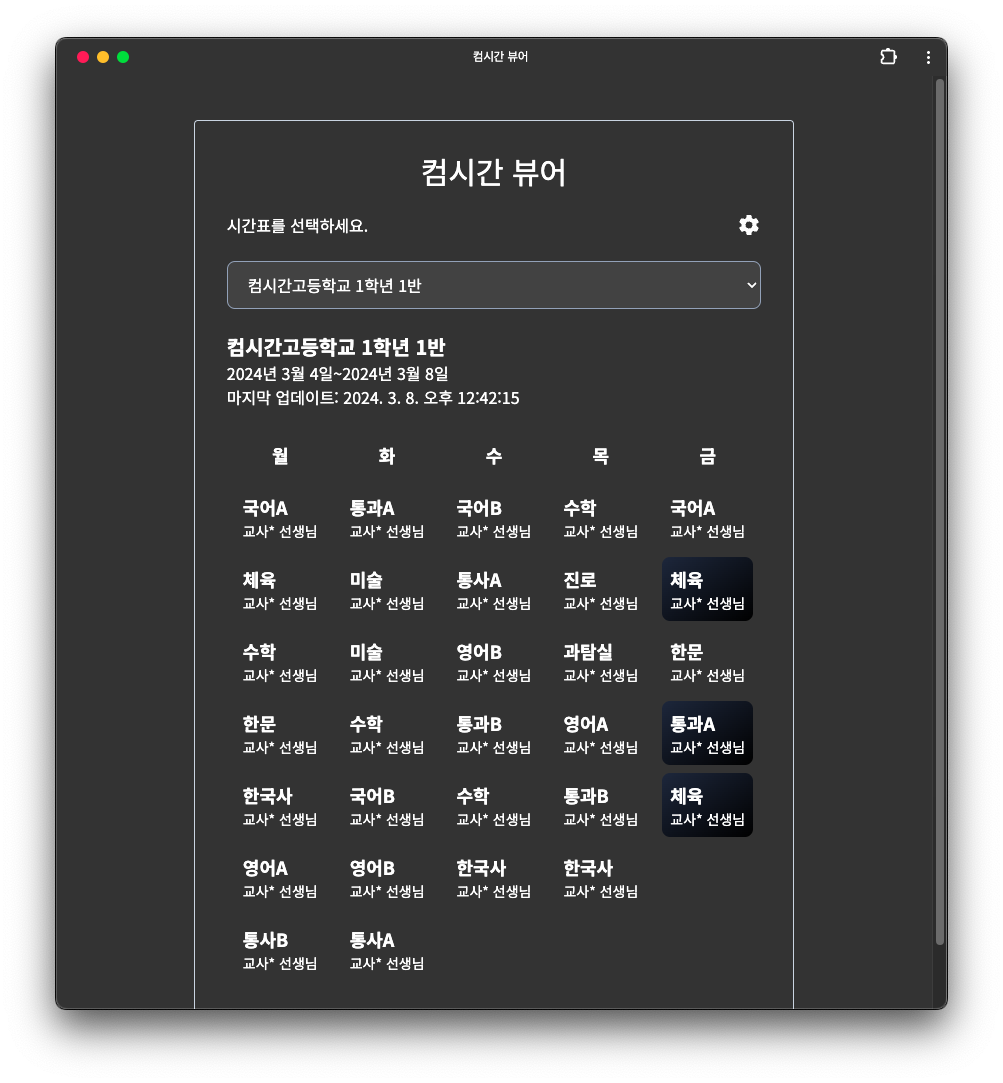 컴시간 뷰어
컴시간 뷰어
시간표를 선택하세요.
컴시간고등학교 1학년 1반
컴시간고등학교 1학년 1반
2024년 3월 4일~2024년 3월 8일
마지막 업데이트: 2024. 3. 8. 오후 12:42:15
월 화 수 목 금
국어A 통과A 국어B 수학 국어A
교사* 선생님 교사* 선생님 교사* 선생님 교사* 선생님 교사* 선생님
체육 미술 통사A 진로 체육
교사* 선생님 교사* 선생님 교사* 선생님 교사* 선생님 교사* 선생님
수학 미술 영어B 과탐실 한문
교사* 선생님 교사* 선생님 교사* 선생님 교사* 선생님 교사* 선생님
한문 수학 통과B 영어A 통과A
교사* 선생님 교사* 선생님 교사* 선생님 교사* 선생님 교사* 선생님
한국사 국어B 수학 통과B 체육
교사* 선생님 교사* 선생님 교사* 선생님 교사* 선생님 교사* 선생님
영어A 영어B 한국사 한국사
교사* 선생님 교사* 선생님 교사* 선생님 교사* 선생님
통사B 통사A
교사* 선생님 교사* 선생님